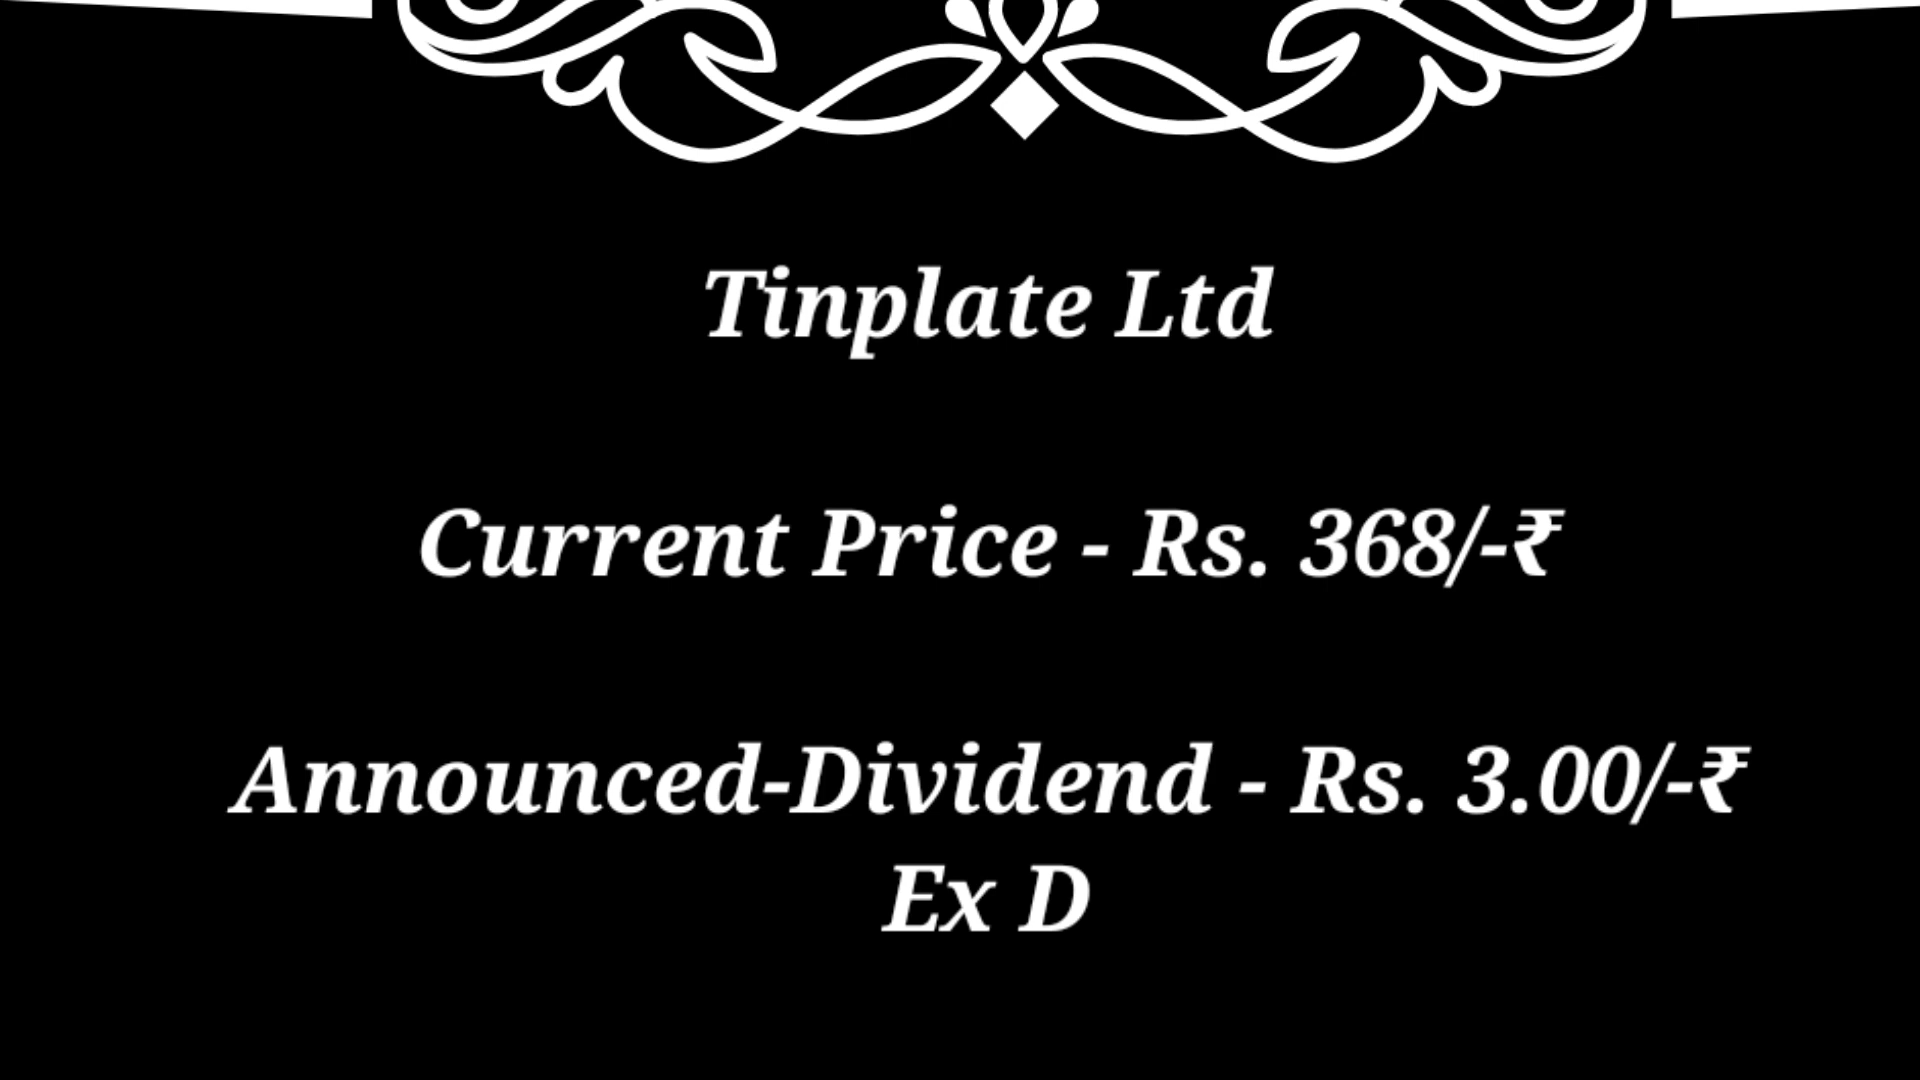 Tinplate Ltd
Current Price - Rs. 368/-₹
Announced-Dividend - Rs. 3.00/-₹
Ex D